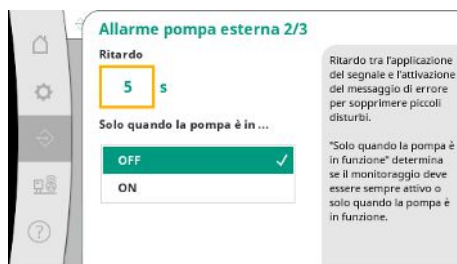 Allarme pompa esterna 2/3
Ritardo
5 s
Solo quando la pompa è in ...
OFF
ON
Ritardo tra l'applicazione
del segnale e l'attivazione
del messaggio di errore
per sopprimere piccoli
disturbi.
"Solo quando la pompa è
in funzione" determina
se il monitoraggio deve
essere sempre attivo o
solo quando la pompa è
in funzione.